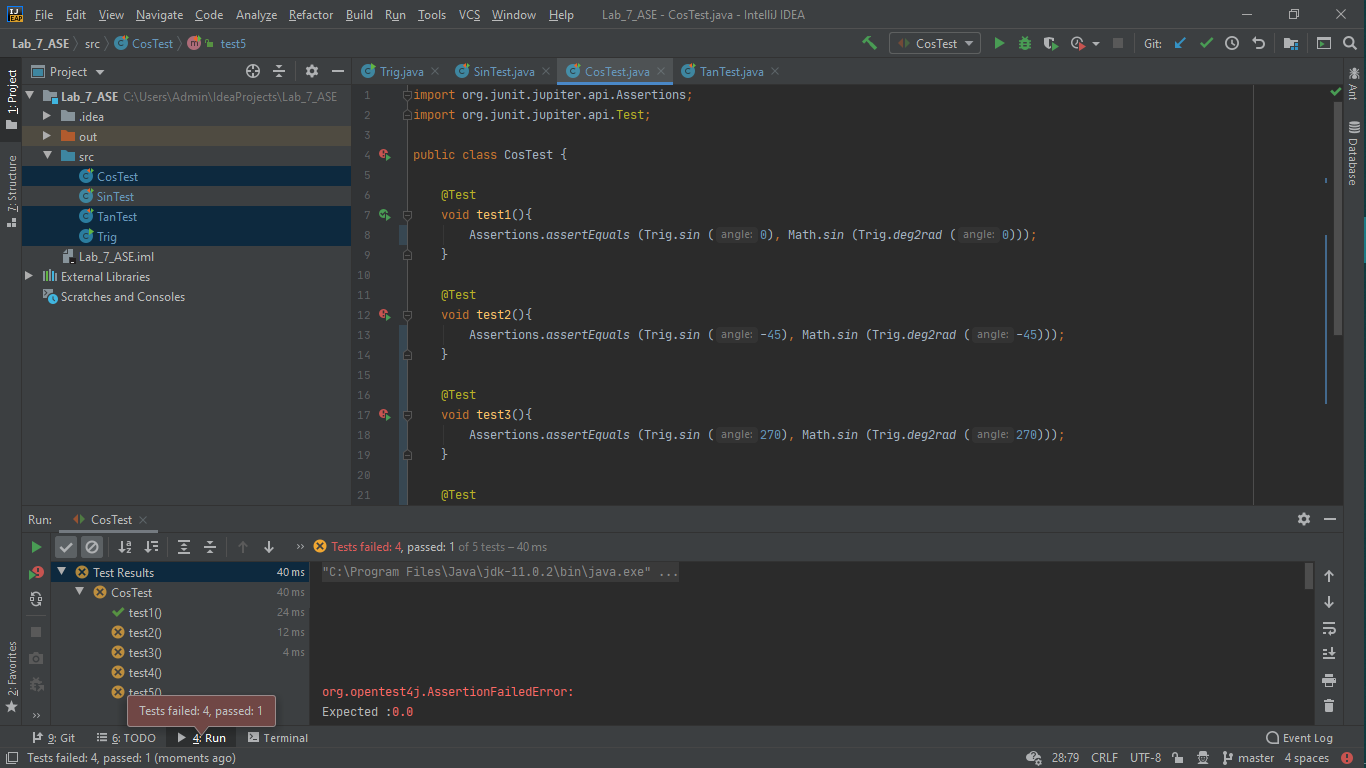 File Edit View Navigate Code Analyze Refactor Build Run Tools VCS Window Help Lab_7_ASE - CosTest.java - IntelliJ IDEA
Lab_7_ASE src CosTest test5 CosTest Git:
Project Trig.java SinTest.java CosTest.java TanTest.java
1: Project
7: Structure
2: Favorites
Lab_7_ASE C:\Users\Admin\IdeaProjects\Lab_7_ASE
.idea
out
src
CosTest
SinTest
TanTest
Trig
Lab_7_ASE.iml
External Libraries
Scratches and Consoles
1 import org.junit.jupiter.api.Assertions;
2 import org.junit.jupiter.api.Test;
3
4 public class CosTest {
5
6 @Test
7 void test1(){
8 Assertions.assertEquals (Trig.sin ( angle: 0), Math.sin (Trig.deg2rad ( angle: 0)));
9 }
10
11 @Test
12 void test2(){
13 Assertions.assertEquals (Trig.sin ( angle: -45), Math.sin (Trig.deg2rad ( angle: -45)));
14 }
15
16 @Test
17 void test3(){
18 Assertions.assertEquals (Trig.sin ( angle: 270), Math.sin (Trig.deg2rad ( angle: 270)));
19 }
20
21 @Test
Ant
Database
Run: CosTest
Tests failed: 4, passed: 1 of 5 tests – 40 ms
Test Results 40 ms
CosTest 40 ms
test1() 24 ms
test2() 12 ms
test3() 4 ms
test4()
test5()
Tests failed: 4, passed: 1
"C:\Program Files\Java\jdk-11.0.2\bin\java.exe" ...
org.opentest4j.AssertionFailedError:
Expected :0.0
9: Git 6: TODO 4: Run Terminal Event Log
Tests failed: 4, passed: 1 (moments ago) 28:79 CRLF UTF-8 master 4 spaces